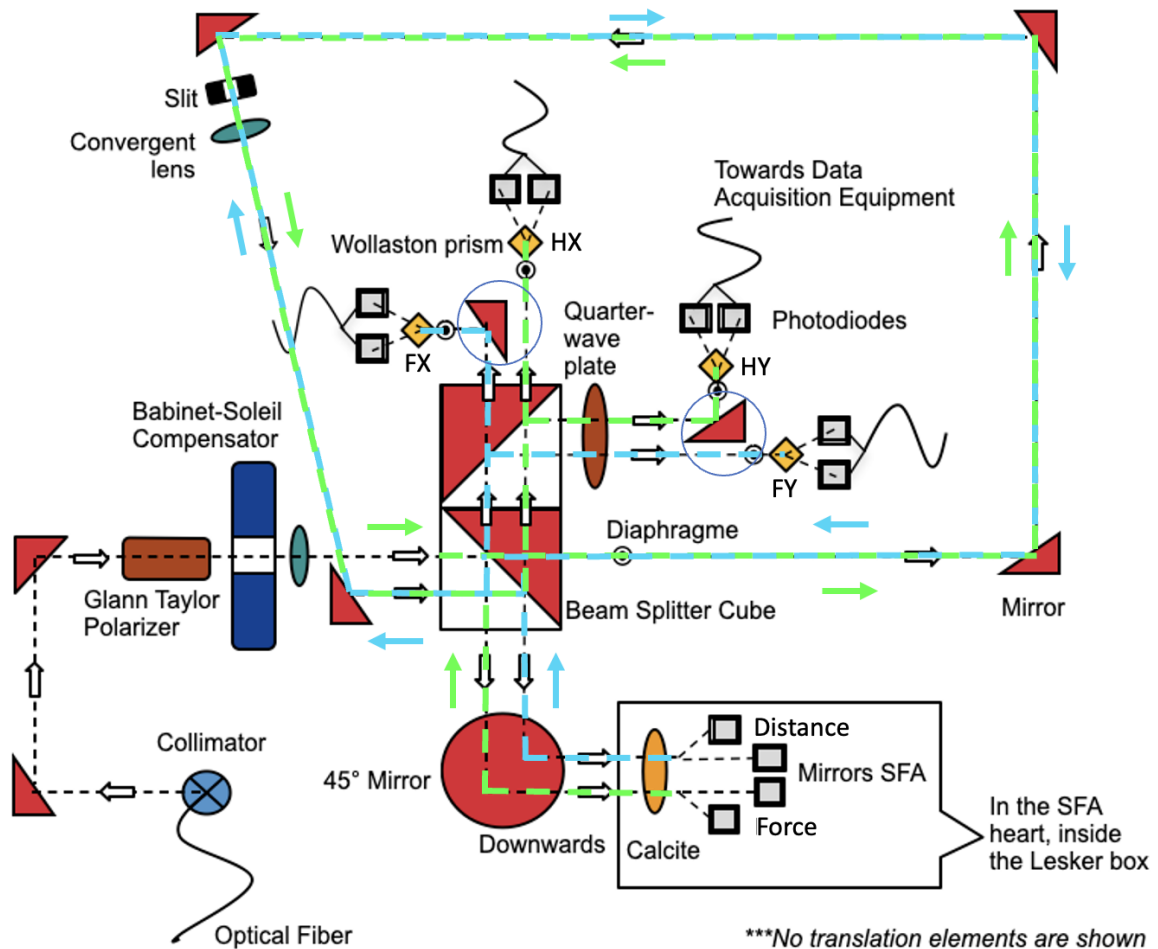 Slit
Convergent
lens
Towards Data
Acquisition Equipment
Wollaston prism
HX
Quarter-
wave
plate
Photodiodes
FX
HY
Babinet-Soleil
Compensator
FY
Diaphragme
Glann Taylor
Polarizer
Beam Splitter Cube
Mirror
Collimator
45° Mirror
Distance
Mirrors SFA
Force
In the SFA
heart, inside
the Lesker box
Downwards
Calcite
Optical Fiber
***No translation elements are shown